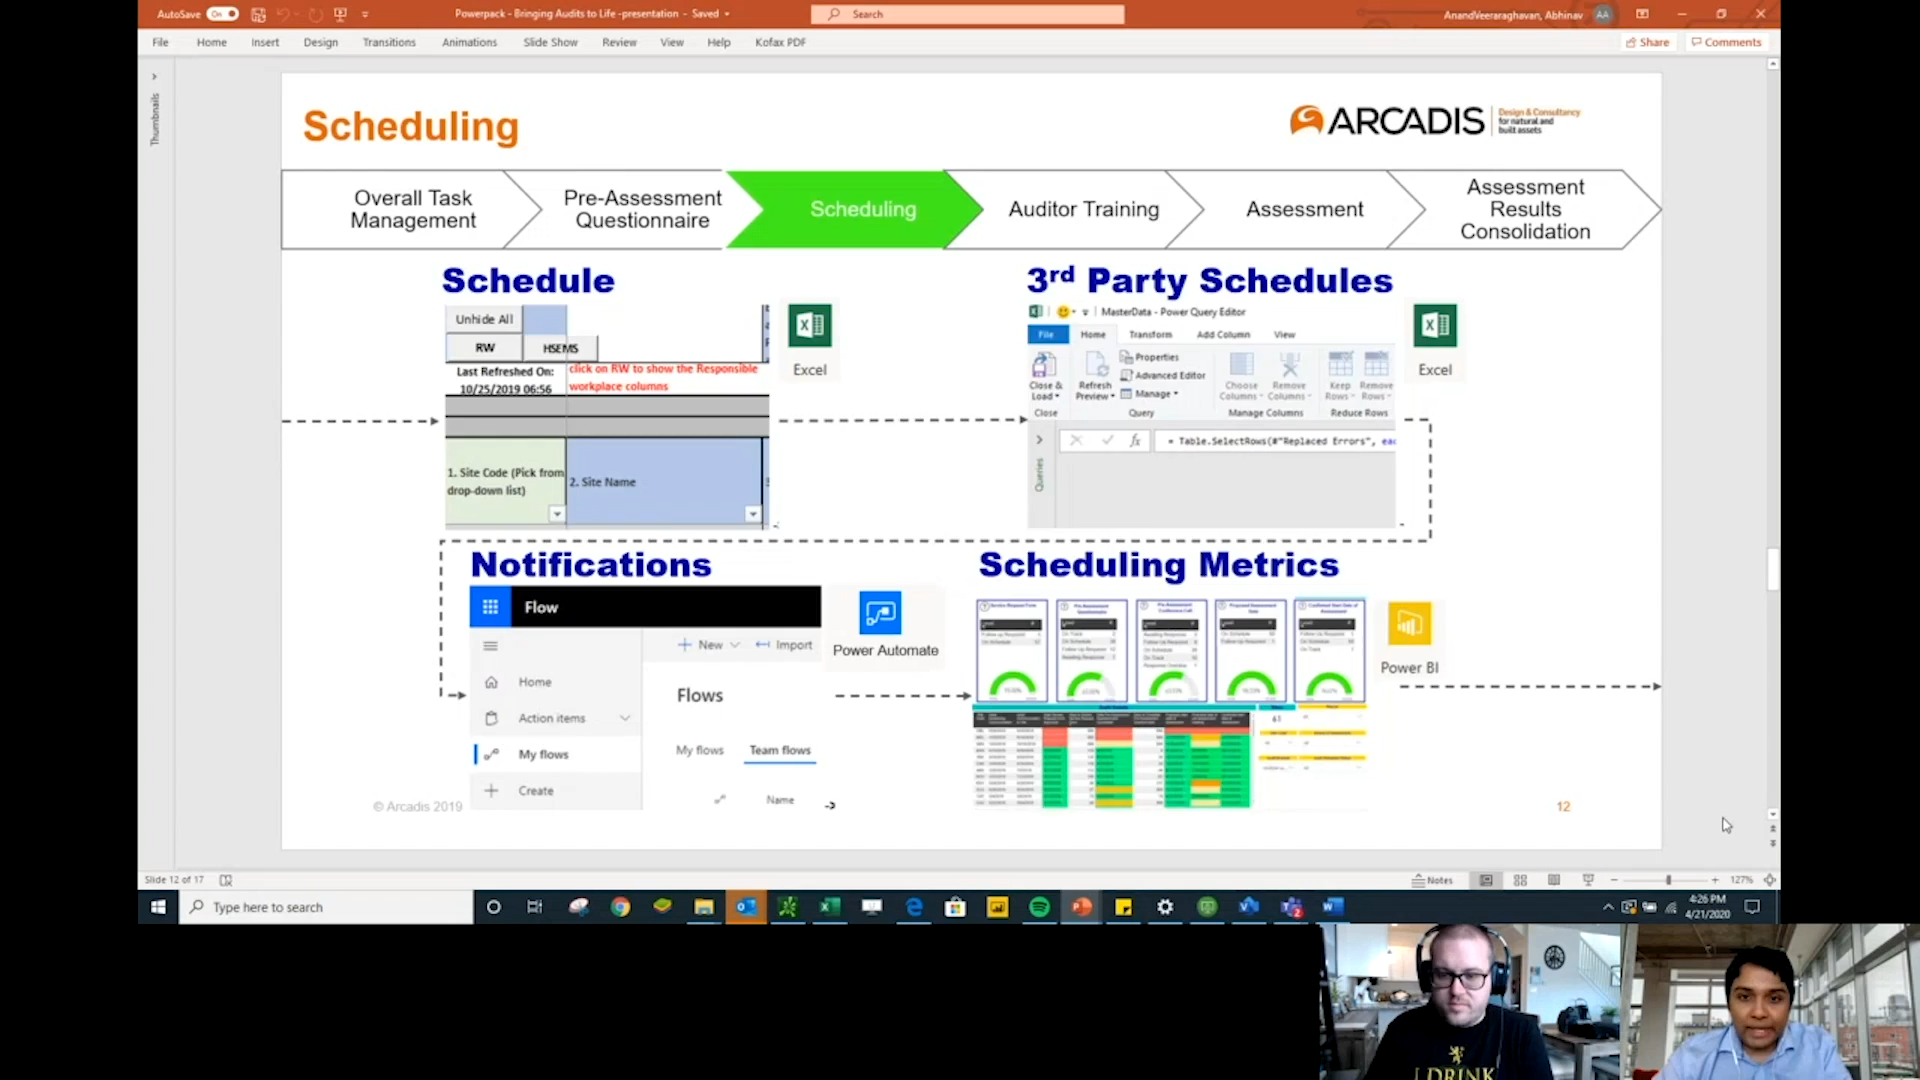 AutoSave On
Powerpack - Bringing Audits to Life -presentation - Saved
Search
AnandVeeraraghavan, Abhinav AA
File Home Insert Design Transitions Animations Slide Show Review View Help Kofax PDF
Share Comments
Thumbnails
Scheduling
ARCADIS Design & Consultancy
for natural and
built assets
Overall Task
Management
Pre-Assessment
Questionnaire
Scheduling
Auditor Training
Assessment
Assessment
Results
Consolidation
Schedule
Unhide All
RW HSEMS
Last Refreshed On:
10/25/2019 06:56
click on RW to show the Responsible
workplace columns
1. Site Code (Pick from
drop-down list)
2. Site Name
Excel
3rd Party Schedules
MasterData - Power Query Editor
File Home Transform Add Column View
Close &
Load
Refresh
Preview
Properties
Advanced Editor
Manage
Choose
Columns
Remove
Columns
Keep
Rows
Remove
Rows
Close Query Manage Columns Reduce Rows
fx = Table.SelectRows(#"Replaced Errors", eac
Queries
Excel
Notifications
Flow
New Import
Home
Action items
My flows
Create
Flows
My flows Team flows
Name
Power Automate
Scheduling Metrics
61
Power BI
© Arcadis 2019
12
Slide 12 of 17
Notes
127%
Type here to search
4:26 PM
4/21/2020
I DRINK